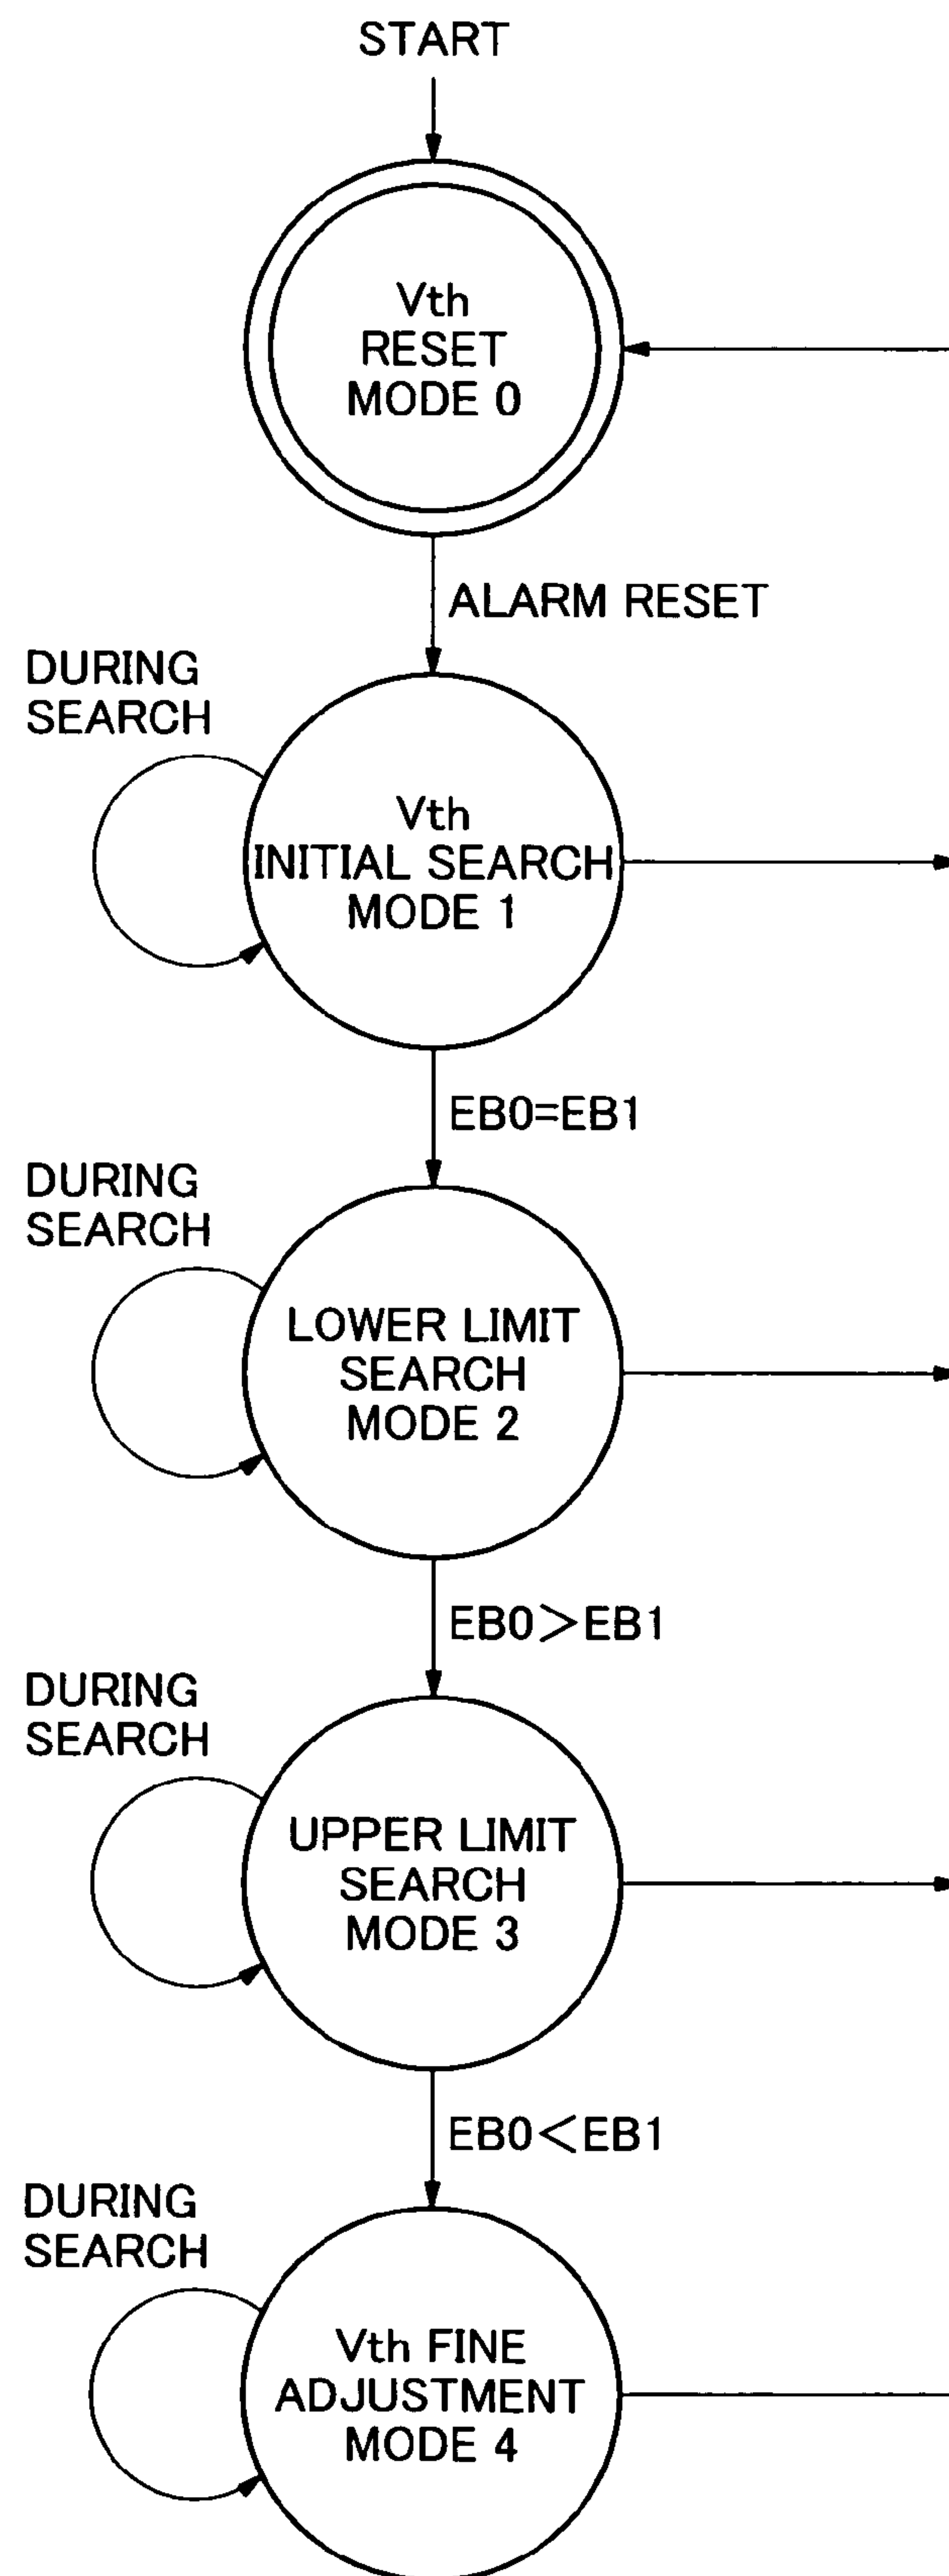 START
Vth
RESET
MODE 0
ALARM RESET
DURING
SEARCH
Vth
INITIAL SEARCH
MODE 1
EB0=EB1
DURING
SEARCH
LOWER LIMIT
SEARCH
MODE 2
EB0>EB1
DURING
SEARCH
UPPER LIMIT
SEARCH
MODE 3
EB0<EB1
DURING
SEARCH
Vth FINE
ADJUSTMENT
MODE 4